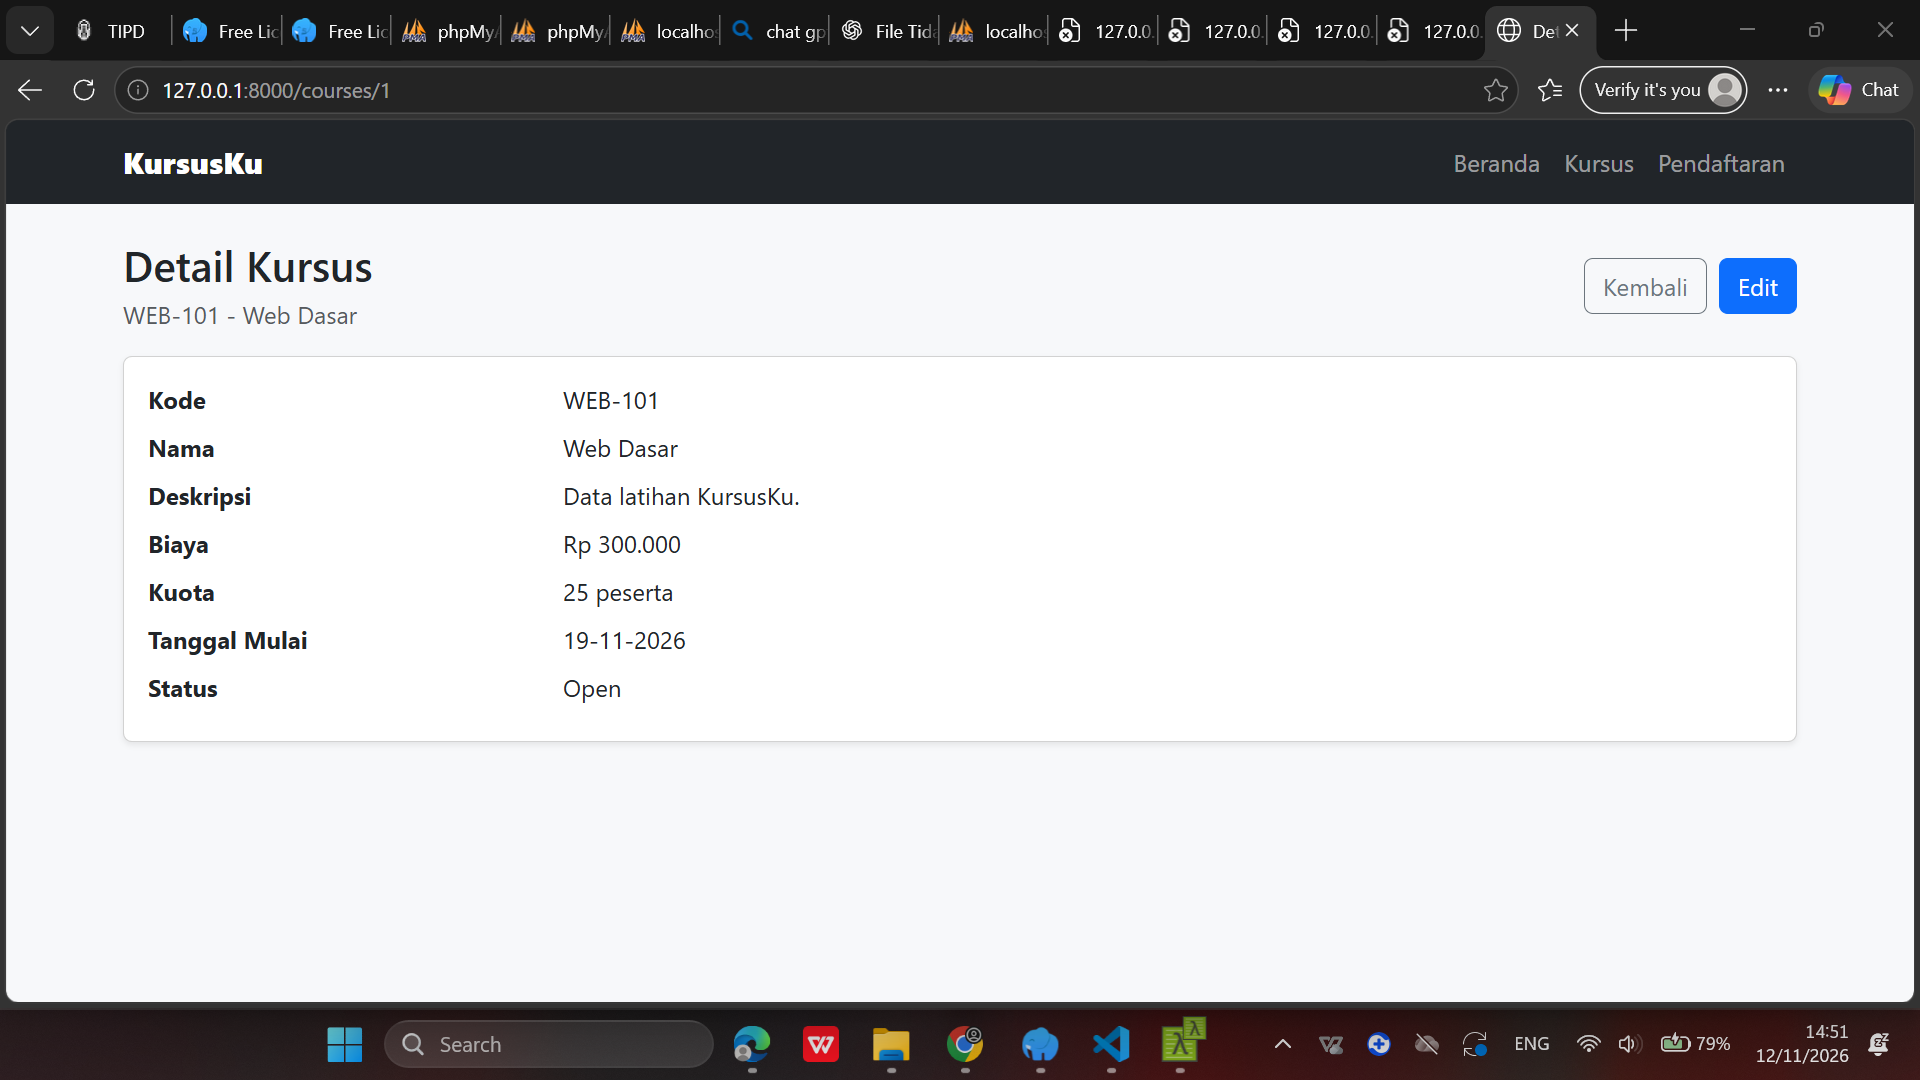 TIPD
Free Lic
Free Lic
phpMy
phpMy
localhos
chat gp
File Tida
localhos
127.0.0.
127.0.0.
127.0.0.
127.0.0.
Det
127.0.0.1:8000/courses/1
Verify it's you
Chat
KursusKu
Beranda
Kursus
Pendaftaran
Detail Kursus
WEB-101 - Web Dasar
Kembali
Edit
Kode
WEB-101
Nama
Web Dasar
Deskripsi
Data latihan KursusKu.
Biaya
Rp 300.000
Kuota
25 peserta
Tanggal Mulai
19-11-2026
Status
Open
Search
ENG
79%
14:51
12/11/2026